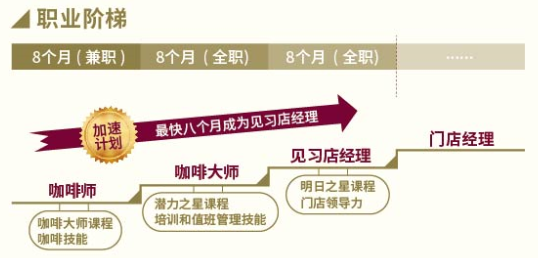 职业阶梯
8个月 ( 兼职 )
8个月 ( 全职)
8个月 ( 全职)
......
加速
计划
最快八个月成为见习店经理
门店经理
见习店经理
咖啡大师
咖啡师
明日之星课程
门店领导力
潜力之星课程
培训和值班管理技能
咖啡大师课程
咖啡技能